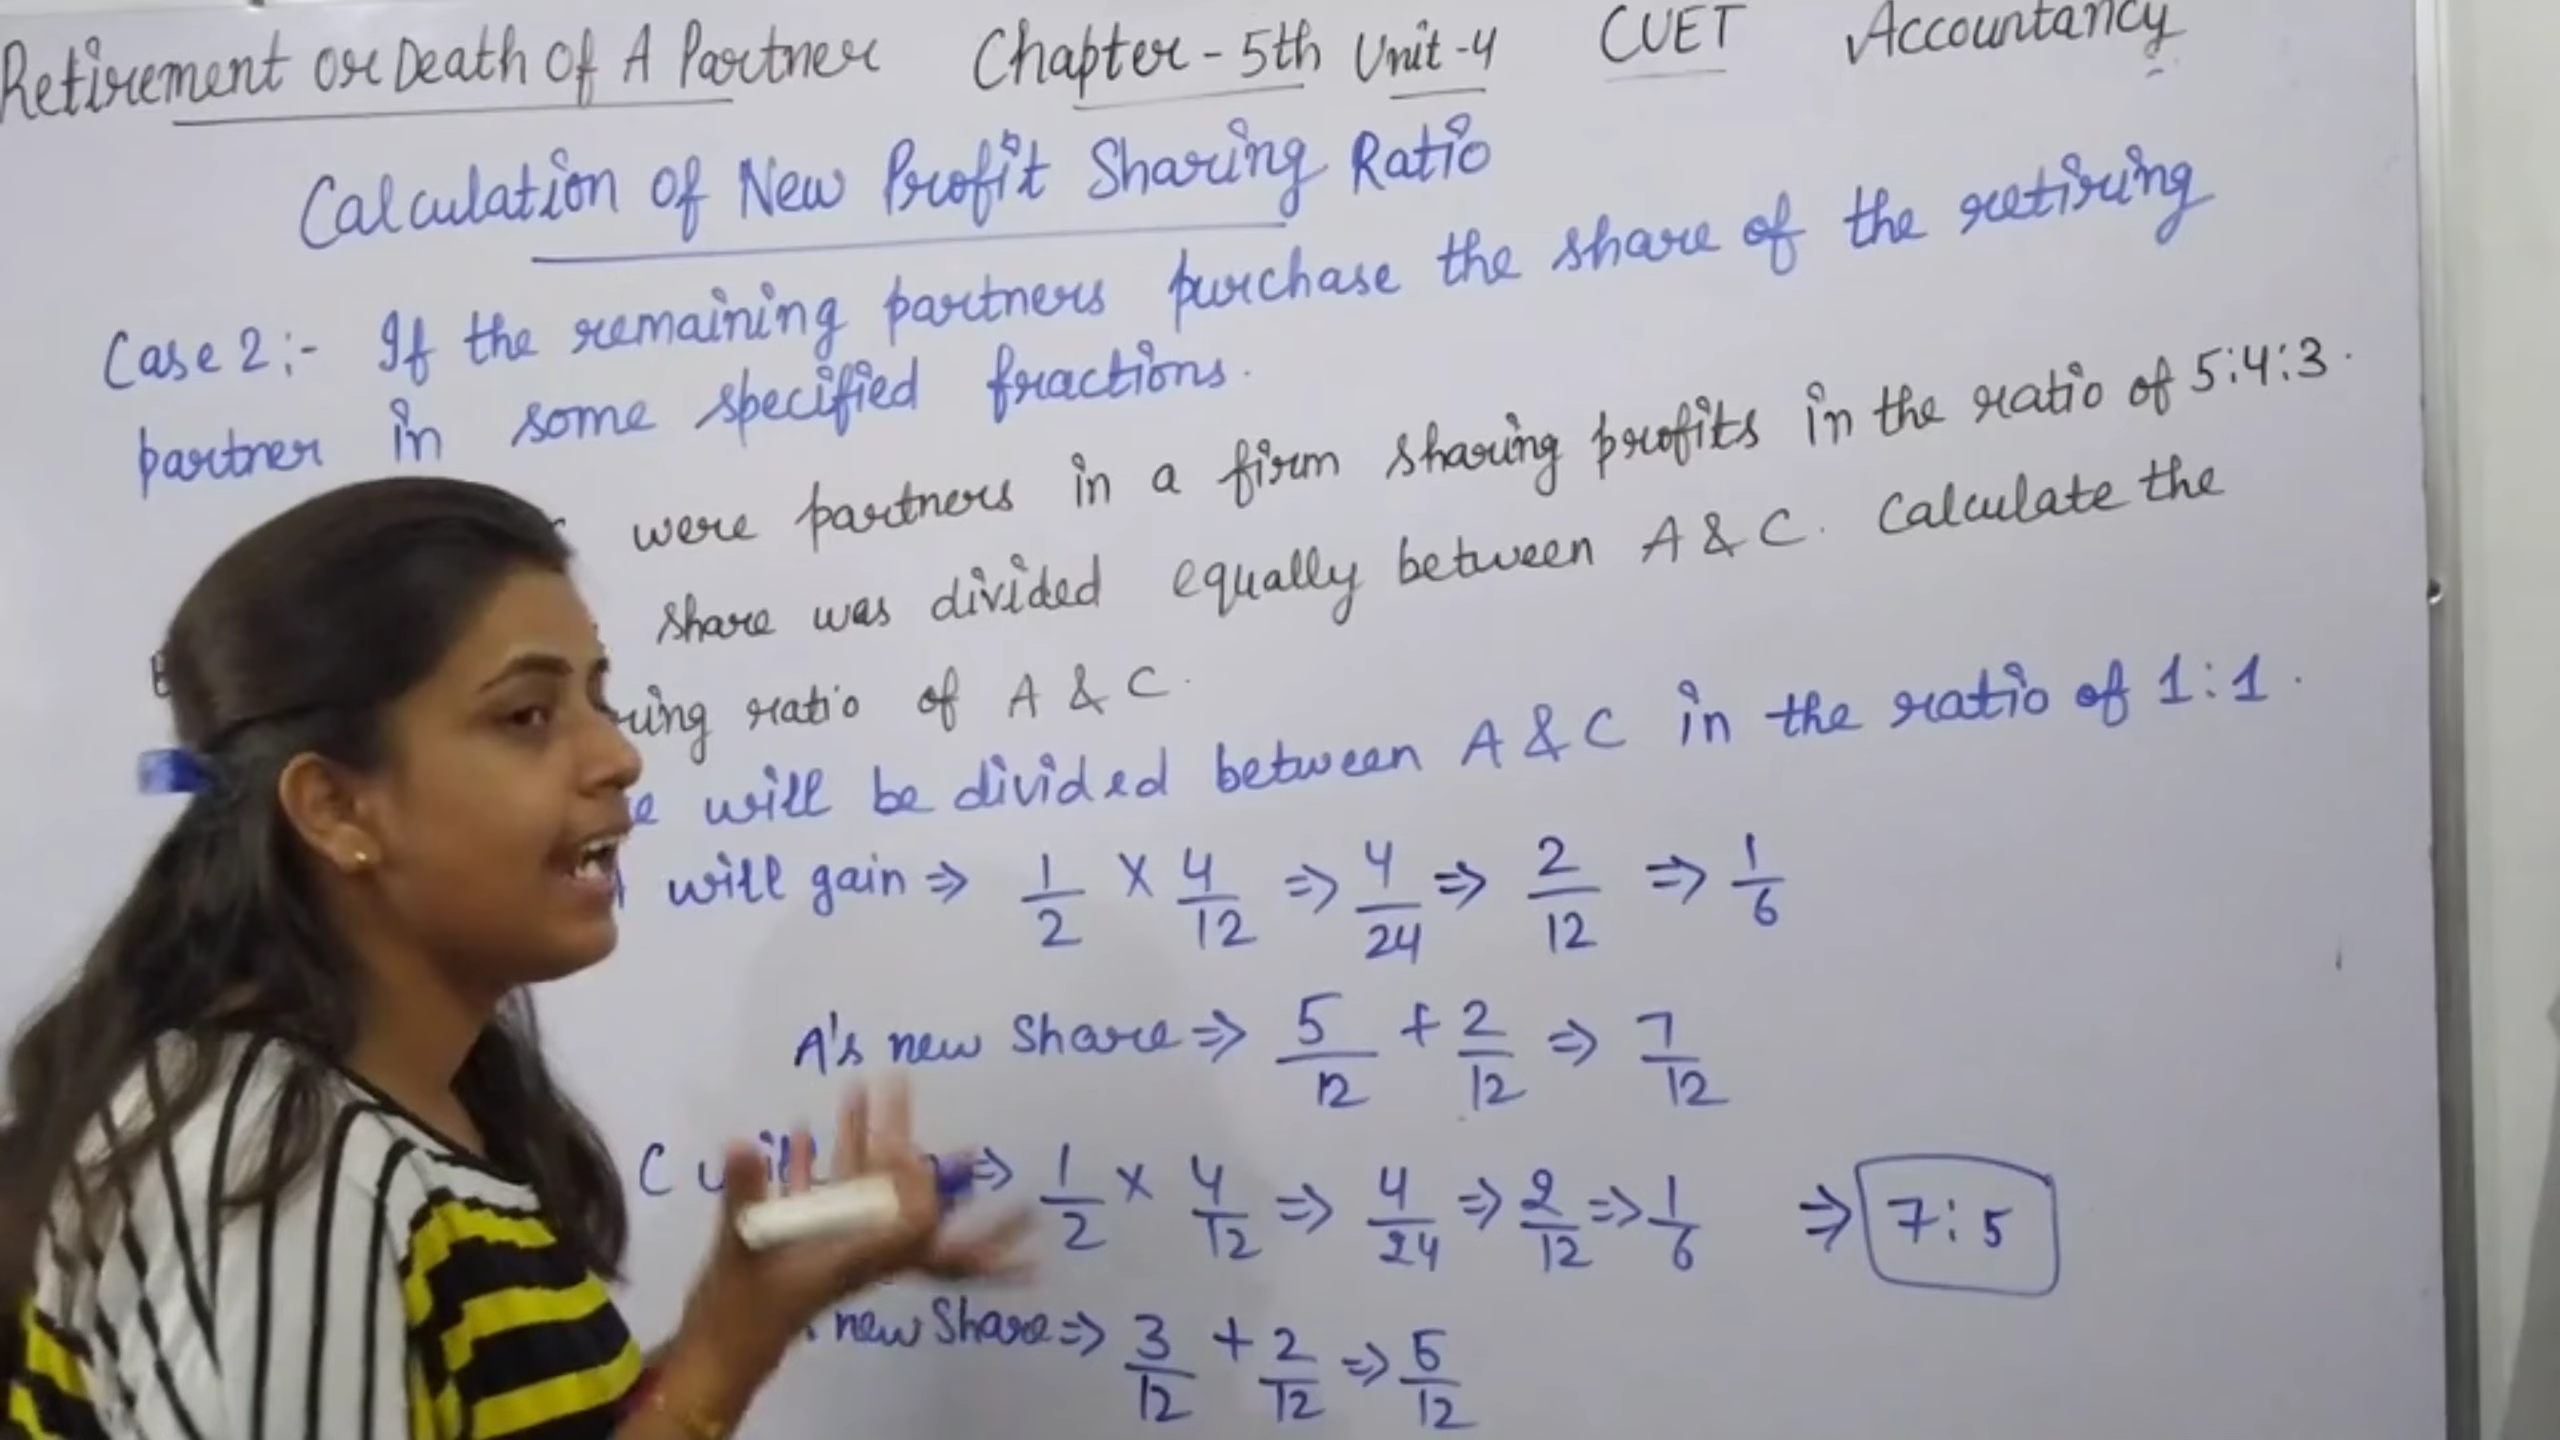 Retirement or Death Of A Partner Chapter-5th Unit-4 CUET Accountancy
Calculation of New Profit Sharing Ratio
Case 2:- If the remaining partners purchase the share of the retiring
partner in some specified fractions.
were partners in a firm sharing profits in the ratio of 5:4:3.
share was divided equally between A & C. Calculate the
ring ratio of A & C.
will be divided between A & C in the ratio of 1:1.
will gain ⇒ 1/2 × 4/12 ⇒ 4/24 ⇒ 2/12 ⇒ 1/6
A's new Share ⇒ 5/12 + 2/12 ⇒ 7/12
C will ⇒ 1/2 × 4/12 ⇒ 4/24 ⇒ 2/12 ⇒ 1/6 ⇒ 7:5
new Share ⇒ 3/12 + 2/12 ⇒ 5/12